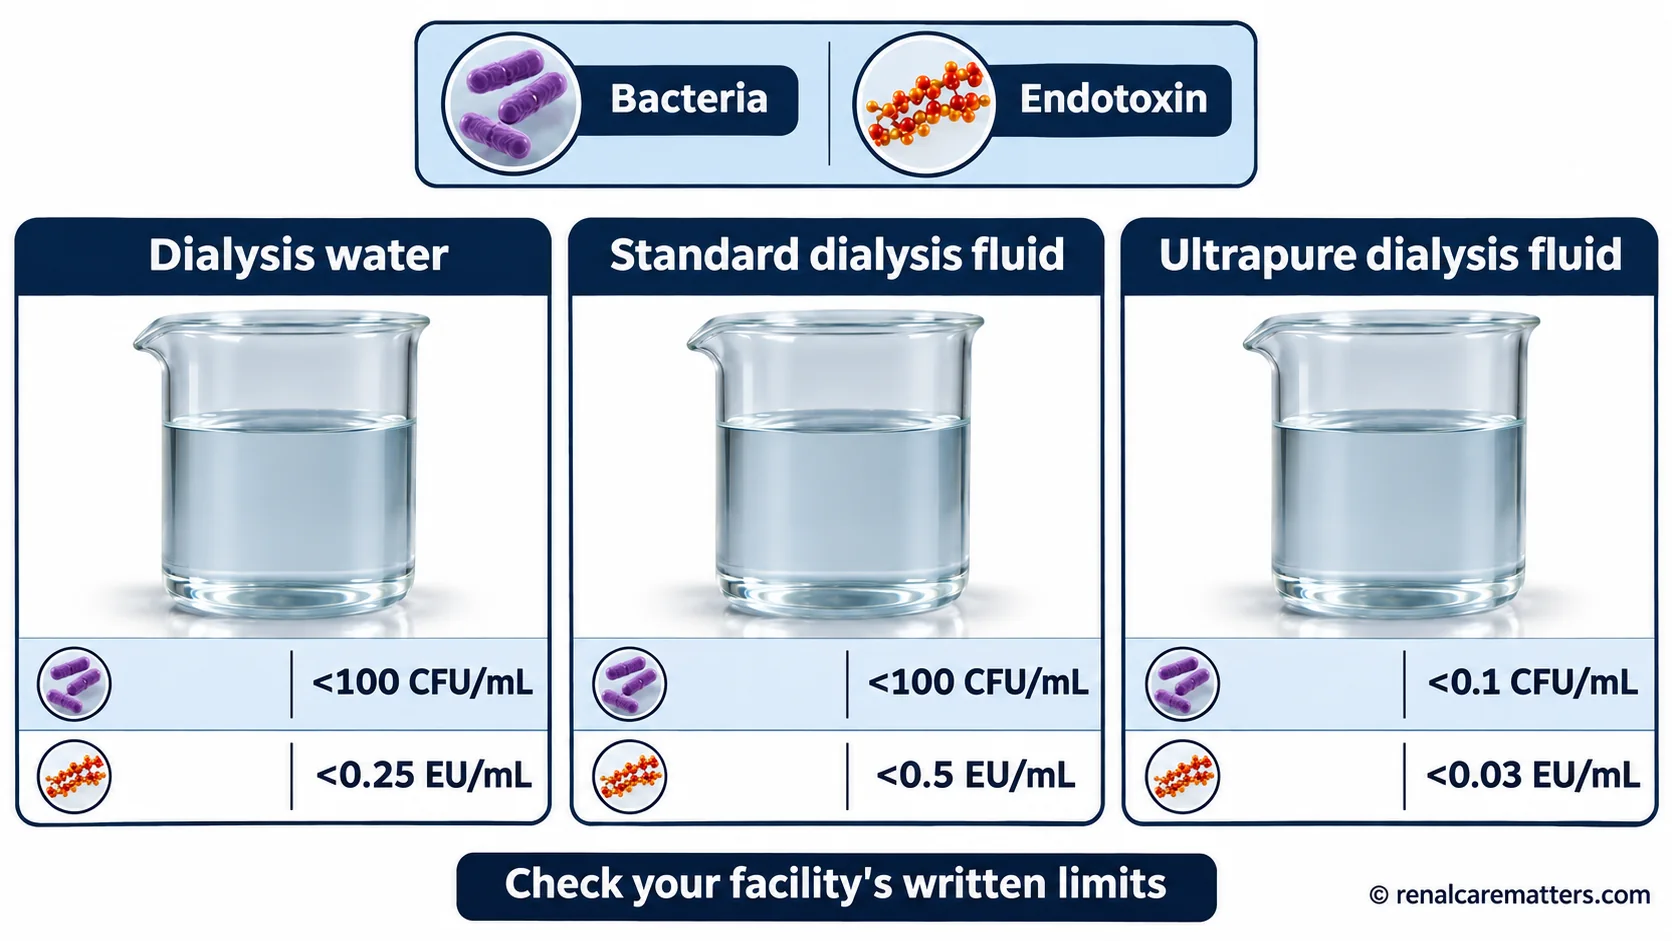 Bacteria
Endotoxin
Dialysis water
Standard dialysis fluid
Ultrapure dialysis fluid
<100 CFU/mL
<100 CFU/mL
<0.1 CFU/mL
<0.25 EU/mL
<0.5 EU/mL
<0.03 EU/mL
Check your facility's written limits
© renalcarematters.com